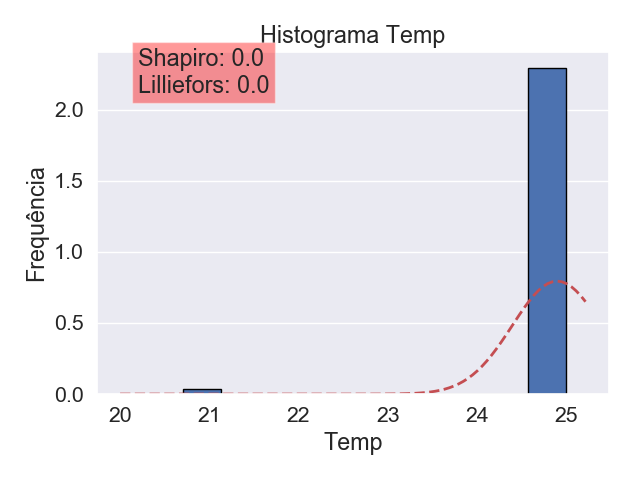 Histograma Temp
Shapiro: 0.0
Lilliefors: 0.0
Frequência
2.0
1.5
1.0
0.5
0.0
20 21 22 23 24 25
Temp